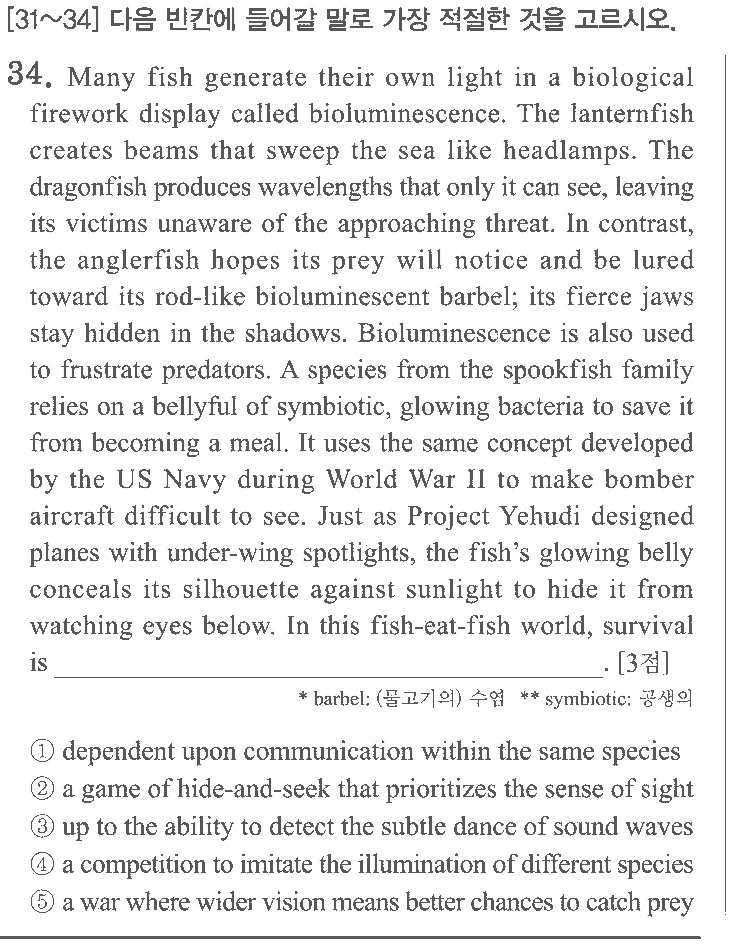 [31~34] 다음 빈칸에 들어갈 말로 가장 적절한 것을 고르시오.
34. Many fish generate their own light in a biological
firework display called bioluminescence. The lanternfish
creates beams that sweep the sea like headlamps. The
dragonfish produces wavelengths that only it can see, leaving
its victims unaware of the approaching threat. In contrast,
the anglerfish hopes its prey will notice and be lured
toward its rod-like bioluminescent barbel; its fierce jaws
stay hidden in the shadows. Bioluminescence is also used
to frustrate predators. A species from the spookfish family
relies on a bellyful of symbiotic, glowing bacteria to save it
from becoming a meal. It uses the same concept developed
by the US Navy during World War II to make bomber
aircraft difficult to see. Just as Project Yehudi designed
planes with under-wing spotlights, the fish's glowing belly
conceals its silhouette against sunlight to hide it from
watching eyes below. In this fish-eat-fish world, survival
is ______________________. [3점]
* barbel: (물고기의) 수염 ** symbiotic: 공생의
① dependent upon communication within the same species
② a game of hide-and-seek that prioritizes the sense of sight
③ up to the ability to detect the subtle dance of sound waves
④ a competition to imitate the illumination of different species
⑤ a war where wider vision means better chances to catch prey